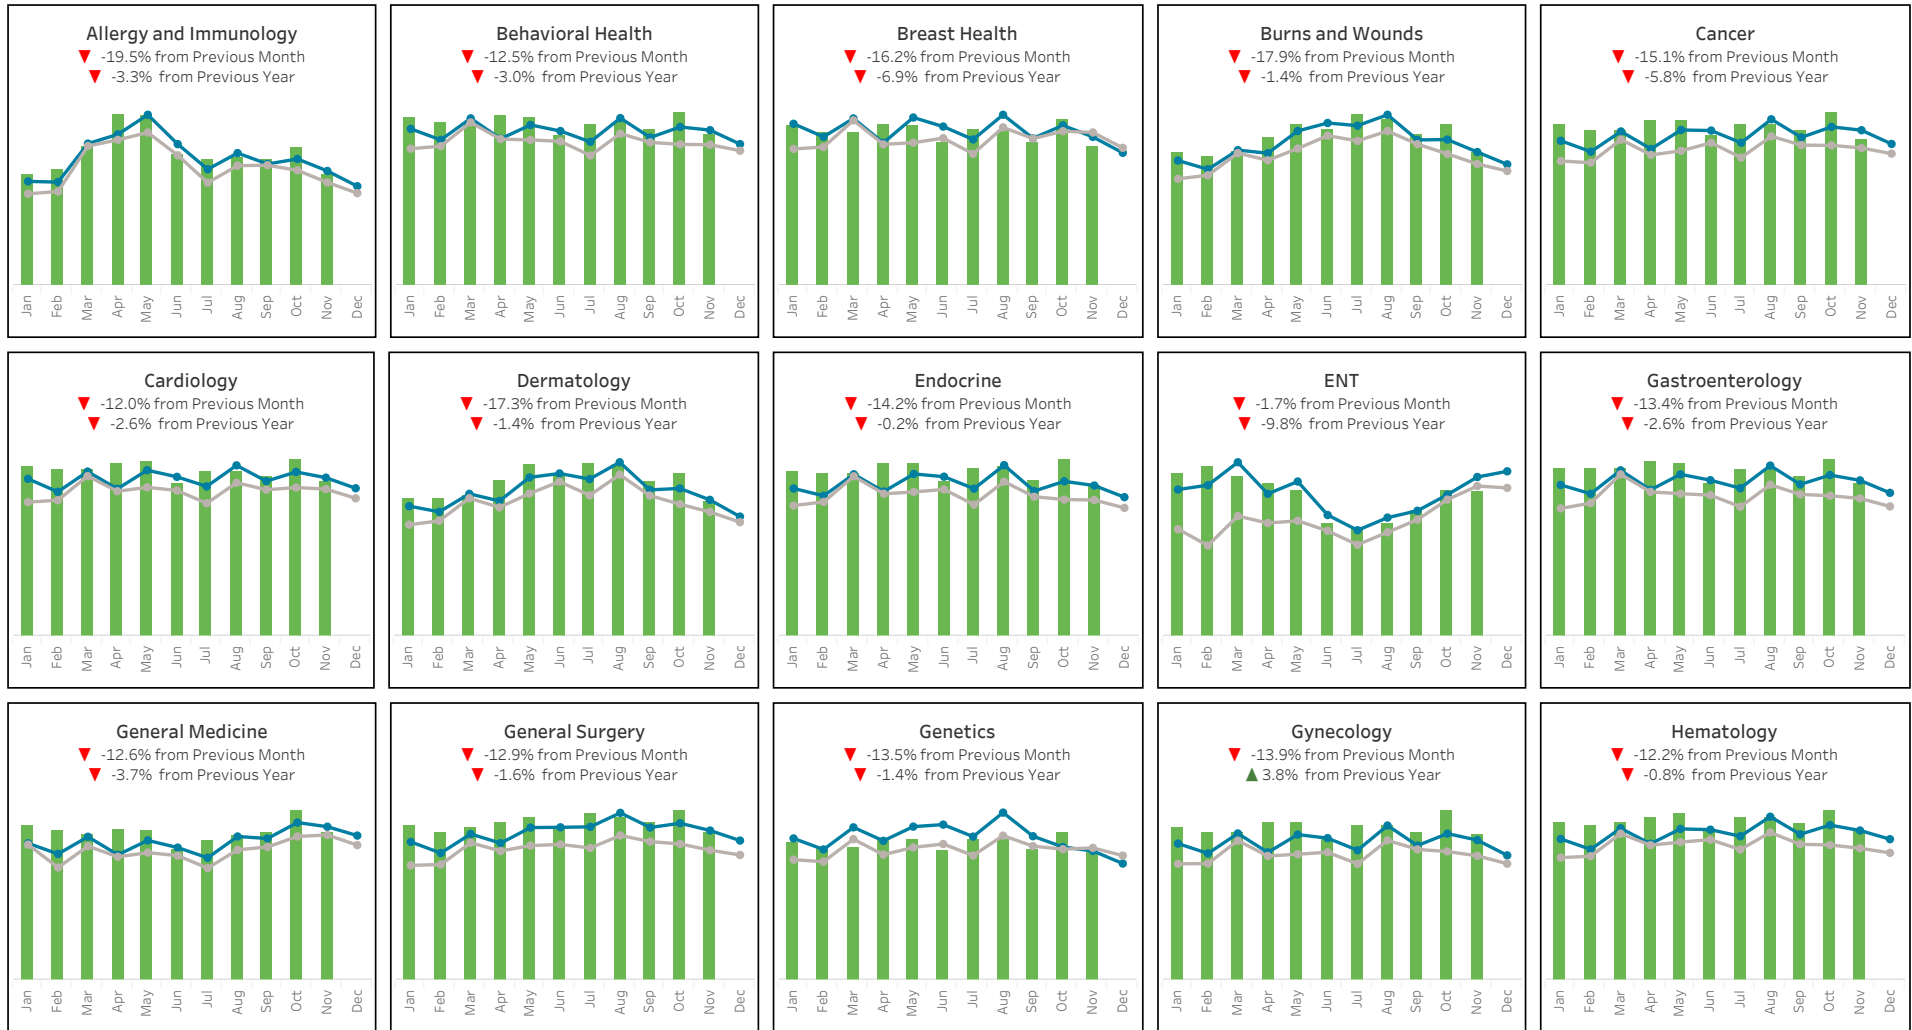 Allergy and Immunology
▼ -19.5% from Previous Month
▼ -3.3% from Previous Year
Jan Feb Mar Apr May Jun Jul Aug Sep Oct Nov Dec
Behavioral Health
▼ -12.5% from Previous Month
▼ -3.0% from Previous Year
Jan Feb Mar Apr May Jun Jul Aug Sep Oct Nov Dec
Breast Health
▼ -16.2% from Previous Month
▼ -6.9% from Previous Year
Jan Feb Mar Apr May Jun Jul Aug Sep Oct Nov Dec
Burns and Wounds
▼ -17.9% from Previous Month
▼ -1.4% from Previous Year
Jan Feb Mar Apr May Jun Jul Aug Sep Oct Nov Dec
Cancer
▼ -15.1% from Previous Month
▼ -5.8% from Previous Year
Jan Feb Mar Apr May Jun Jul Aug Sep Oct Nov Dec
Cardiology
▼ -12.0% from Previous Month
▼ -2.6% from Previous Year
Jan Feb Mar Apr May Jun Jul Aug Sep Oct Nov Dec
Dermatology
▼ -17.3% from Previous Month
▼ -1.4% from Previous Year
Jan Feb Mar Apr May Jun Jul Aug Sep Oct Nov Dec
Endocrine
▼ -14.2% from Previous Month
▼ -0.2% from Previous Year
Jan Feb Mar Apr May Jun Jul Aug Sep Oct Nov Dec
ENT
▼ -1.7% from Previous Month
▼ -9.8% from Previous Year
Jan Feb Mar Apr May Jun Jul Aug Sep Oct Nov Dec
Gastroenterology
▼ -13.4% from Previous Month
▼ -2.6% from Previous Year
Jan Feb Mar Apr May Jun Jul Aug Sep Oct Nov Dec
General Medicine
▼ -12.6% from Previous Month
▼ -3.7% from Previous Year
Jan Feb Mar Apr May Jun Jul Aug Sep Oct Nov Dec
General Surgery
▼ -12.9% from Previous Month
▼ -1.6% from Previous Year
Jan Feb Mar Apr May Jun Jul Aug Sep Oct Nov Dec
Genetics
▼ -13.5% from Previous Month
▼ -1.4% from Previous Year
Jan Feb Mar Apr May Jun Jul Aug Sep Oct Nov Dec
Gynecology
▼ -13.9% from Previous Month
▲ 3.8% from Previous Year
Jan Feb Mar Apr May Jun Jul Aug Sep Oct Nov Dec
Hematology
▼ -12.2% from Previous Month
▼ -0.8% from Previous Year
Jan Feb Mar Apr May Jun Jul Aug Sep Oct Nov Dec